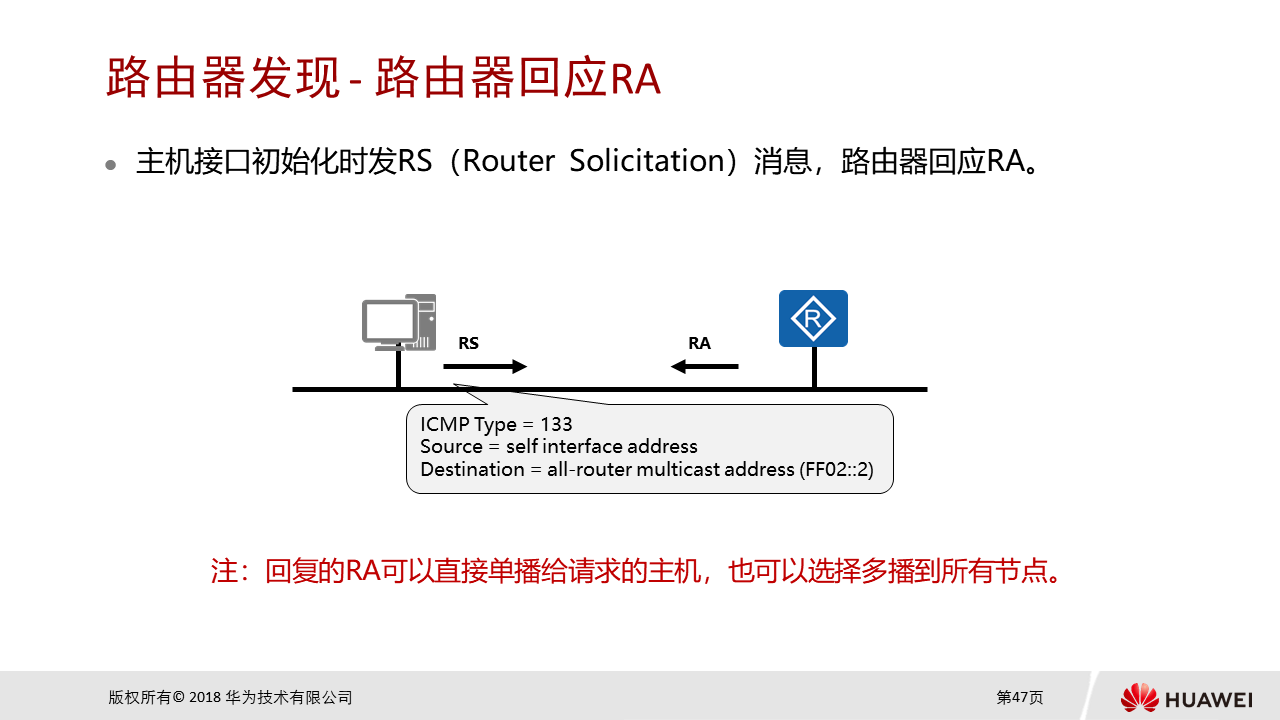 路由器发现 - 路由器回应RA
主机接口初始化时发RS（Router Solicitation）消息，路由器回应RA。
RS
RA
R
ICMP Type = 133
Source = self interface address
Destination = all-router multicast address (FF02::2)
注：回复的RA可以直接单播给请求的主机，也可以选择多播到所有节点。
版权所有© 2018 华为技术有限公司
第47页
HUAWEI